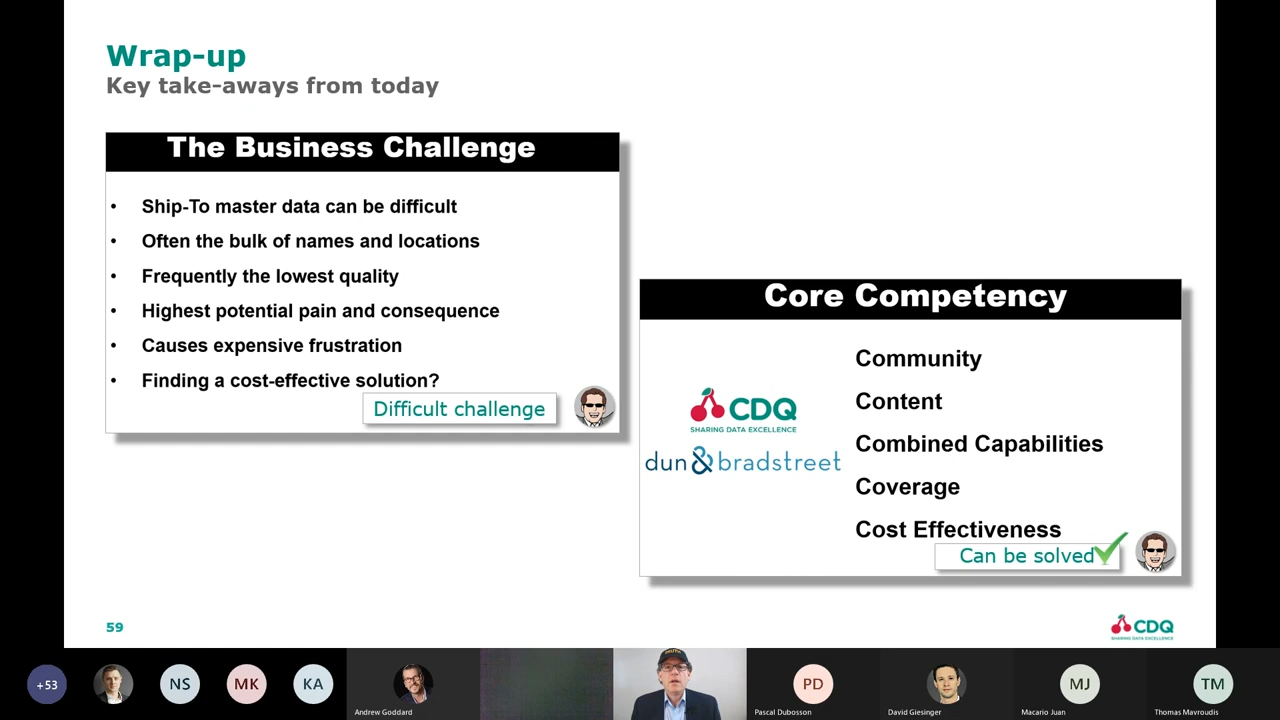 Wrap-up
Key take-aways from today
The Business Challenge
• Ship-To master data can be difficult
• Often the bulk of names and locations
• Frequently the lowest quality
• Highest potential pain and consequence
• Causes expensive frustration
• Finding a cost-effective solution?
Difficult challenge
Core Competency
CDQ
SHARING DATA EXCELLENCE
dun & bradstreet
Community
Content
Combined Capabilities
Coverage
Cost Effectiveness
Can be solved
59
CDQ
SHARING DATA EXCELLENCE
+53
NS
MK
KA
Andrew Goddard
PD
Pascal Dubosson
David Giesinger
MJ
Macario Juan
TM
Thomas Mavroudis